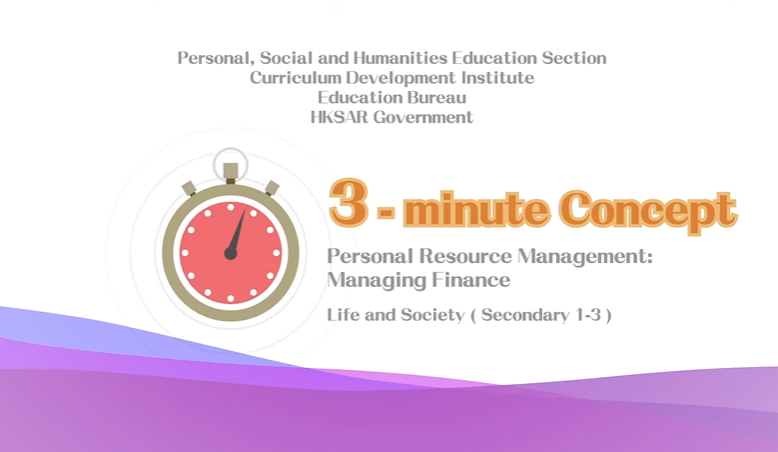 Personal, Social and Humanities Education Section
Curriculum Development Institute
Education Bureau
HKSAR Government
3 - minute Concept
Personal Resource Management:
Managing Finance
Life and Society ( Secondary 1-3 )